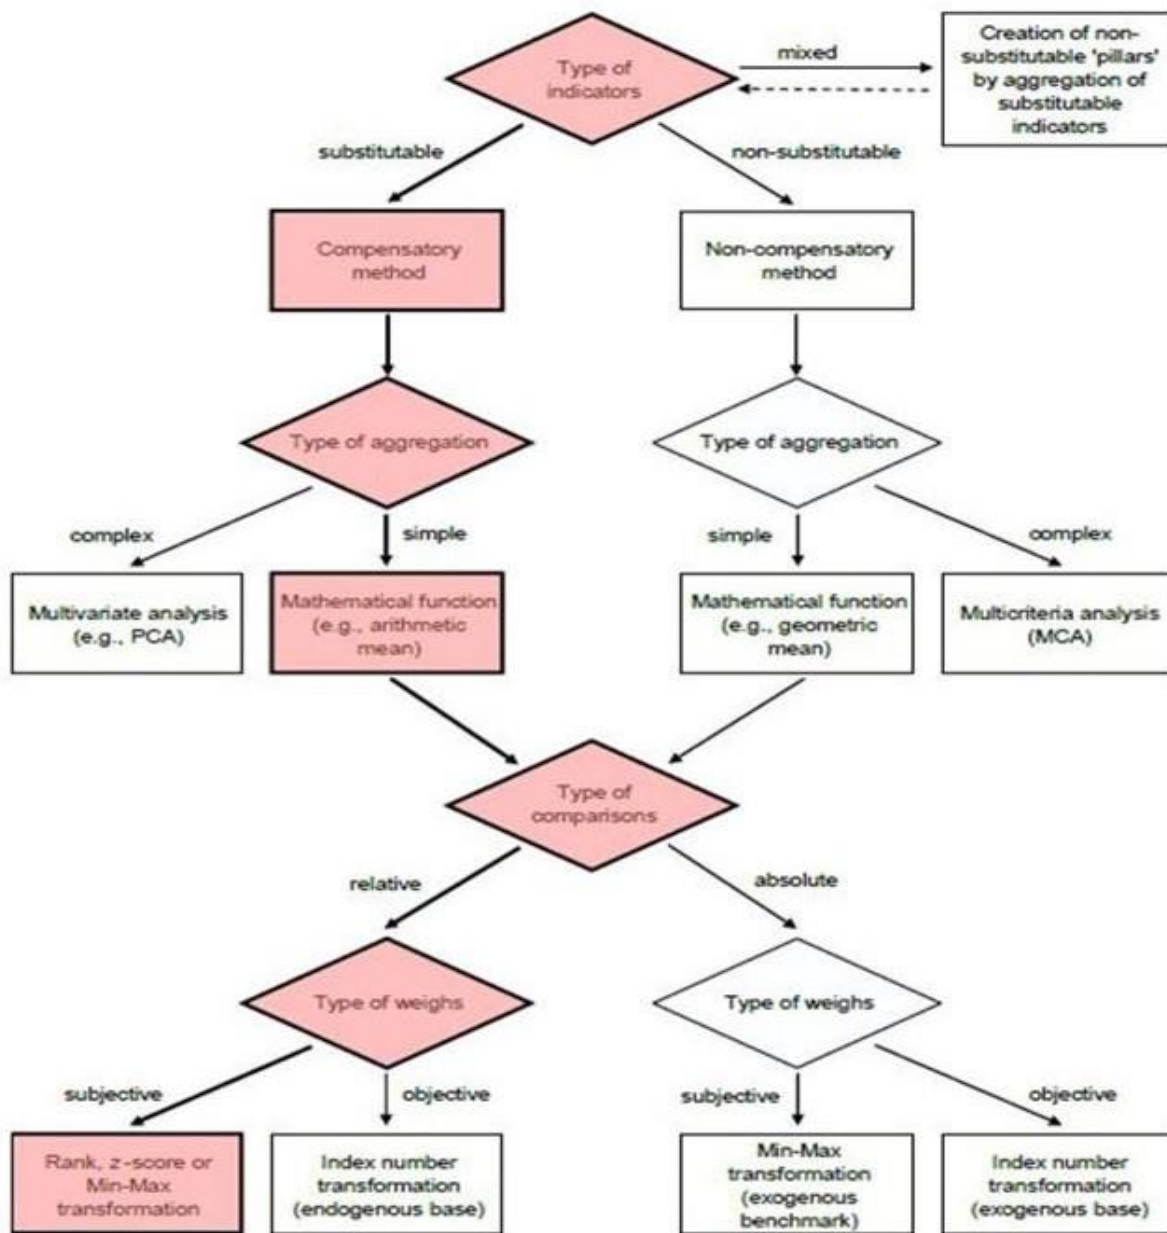 Type of
indicators
mixed
Creation of non-
substitutable 'pillars'
by aggregation of
substitutable
indicators
substitutable
non-substitutable
Compensatory
method
Non-compensatory
method
Type of aggregation
Type of aggregation
complex
simple
simple
complex
Multivariate analysis
(e.g., PCA)
Mathematical function
(e.g., arithmetic
mean)
Mathematical function
(e.g., geometric
mean)
Multicriteria analysis
(MCA)
Type of
comparisons
relative
absolute
Type of weighs
Type of weighs
subjective
objective
subjective
objective
Rank, z-score or
Min-Max
transformation
Index number
transformation
(endogenous base)
Min-Max
transformation
(exogenous
benchmark)
Index number
transformation
(exogenous base)